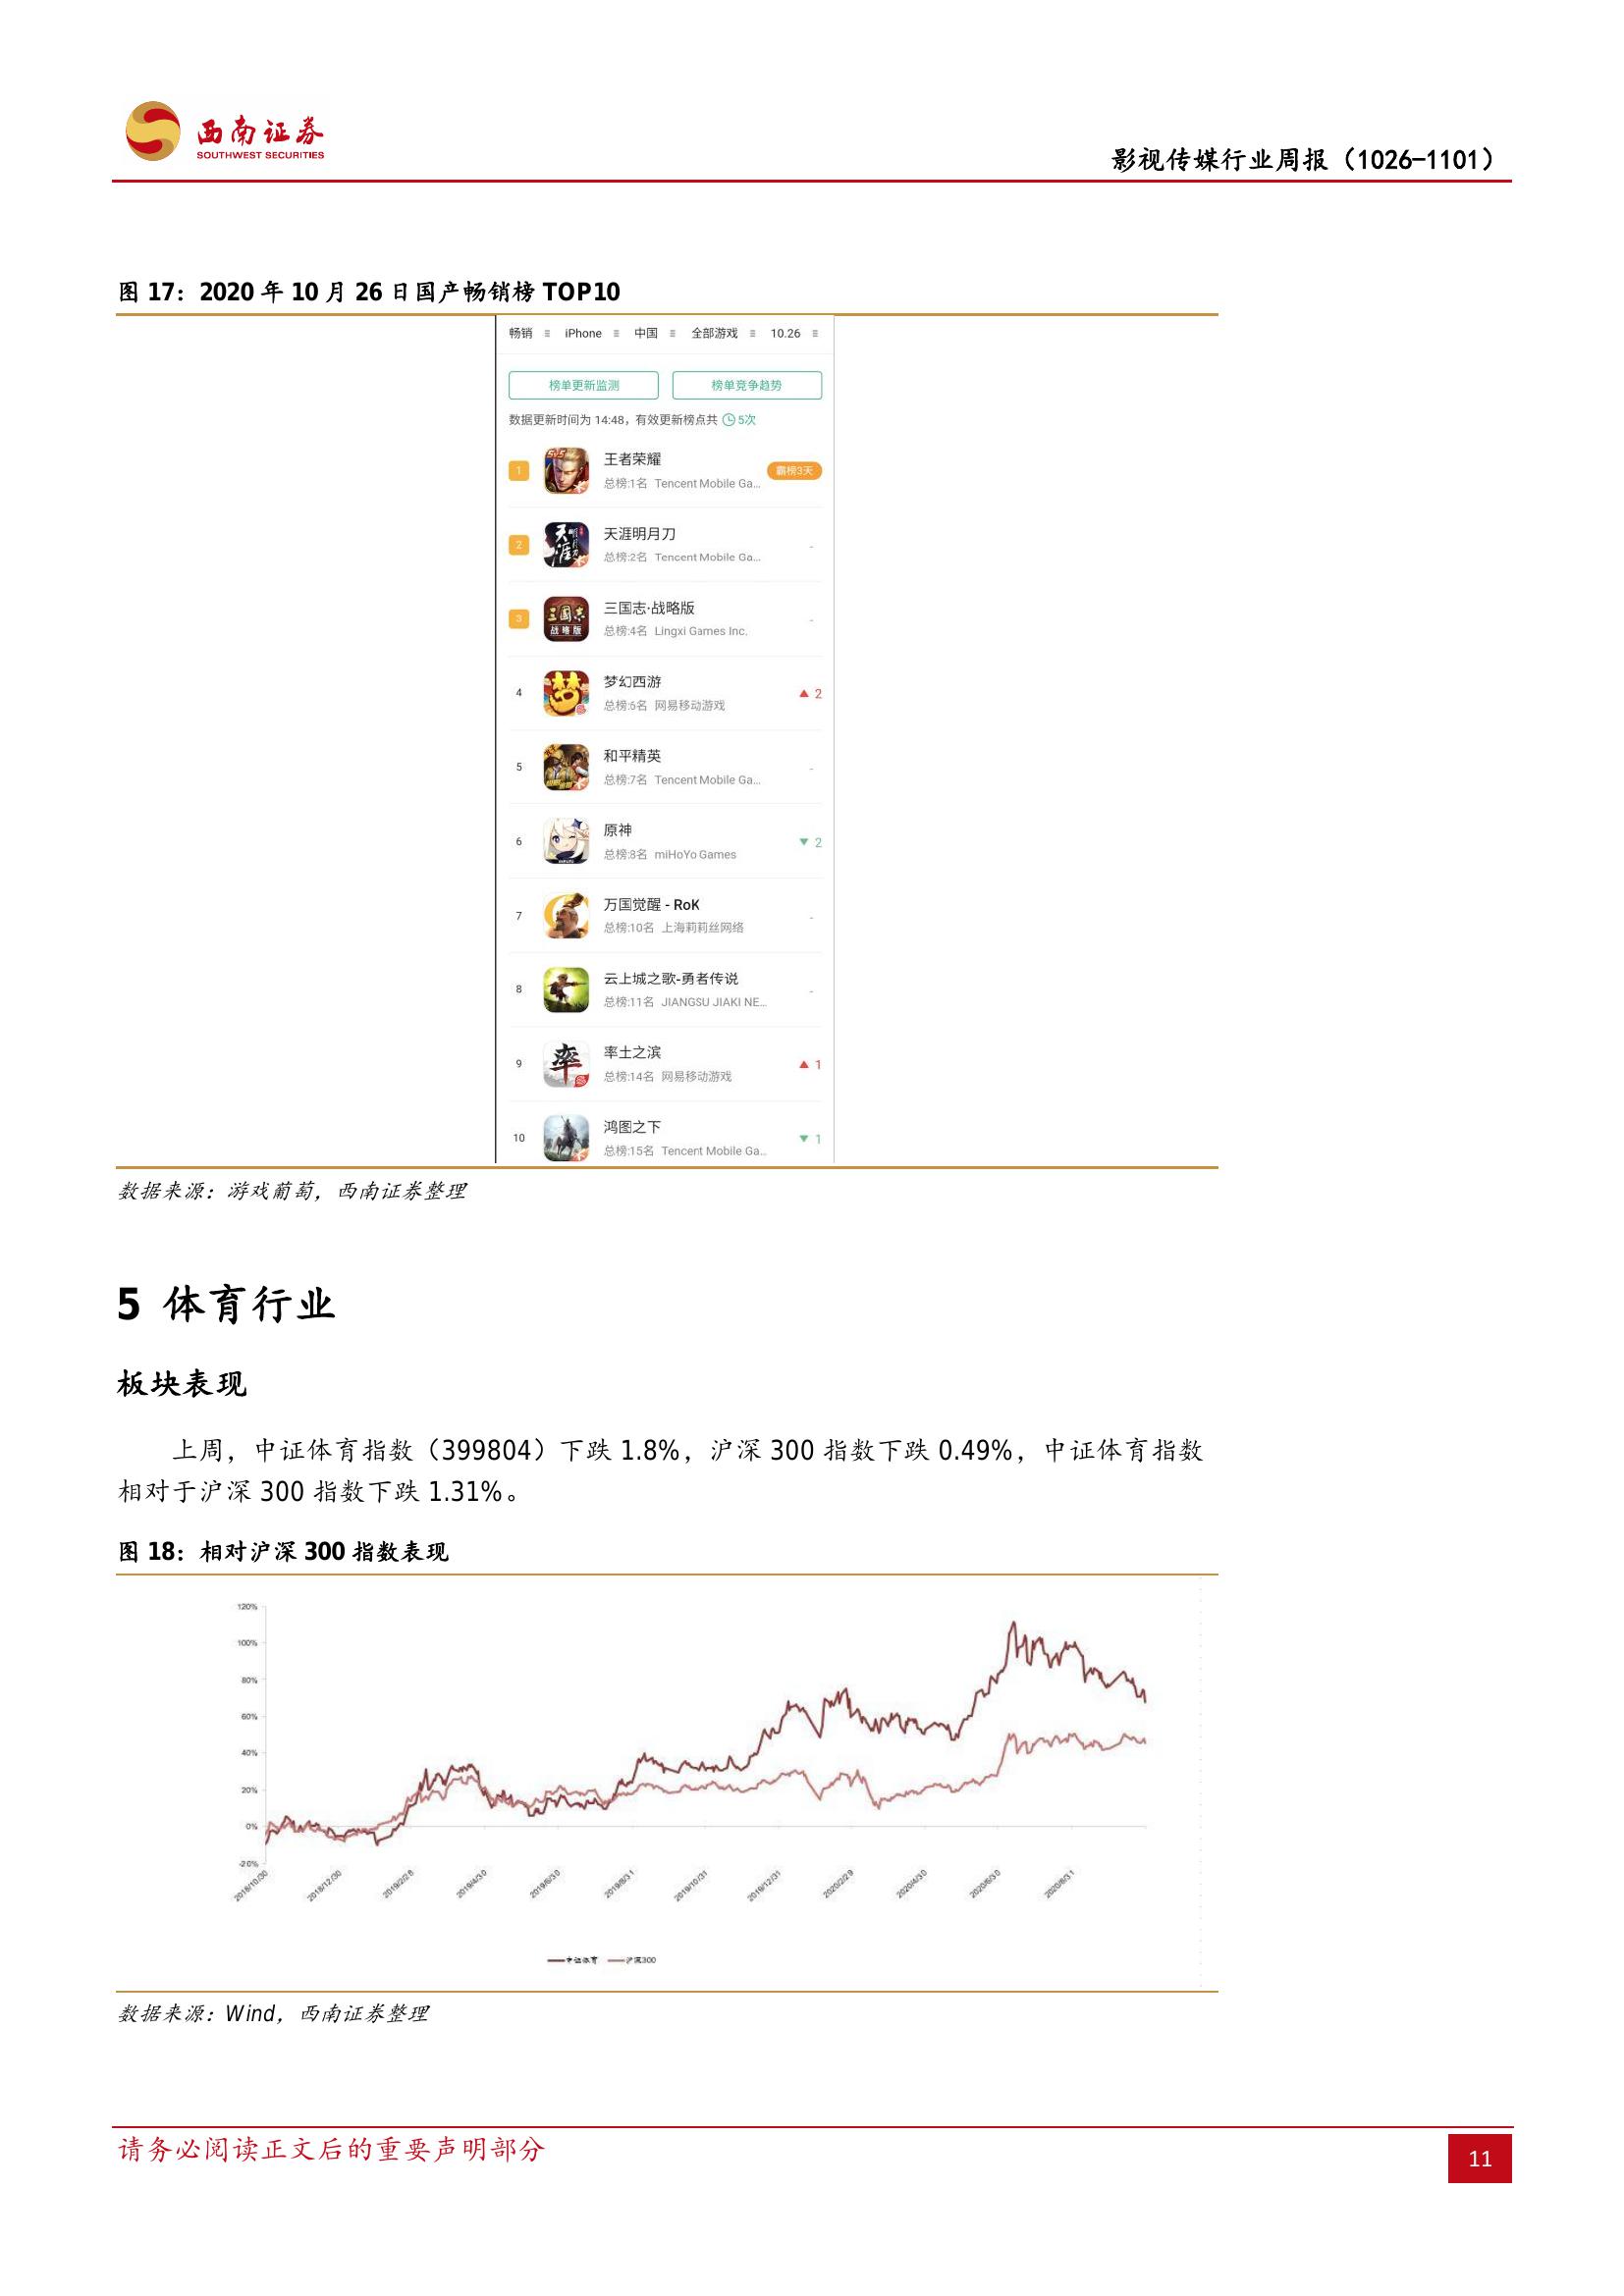 西南证券
SOUTHWEST SECURITIES
影视传媒行业周报（1026-1101）
图 17：2020 年 10 月 26 日国产畅销榜 TOP10
畅销 iPhone 中国 全部游戏 10.26
榜单更新监测 榜单竞争趋势
数据更新时间为 14:48，有效更新榜点共 5次
1 王者荣耀 霸榜3天
总榜:1名 Tencent Mobile Ga...
2 天涯明月刀 -
总榜:2名 Tencent Mobile Ga...
3 三国志·战略版 -
总榜:4名 Lingxi Games Inc.
4 梦幻西游 ▲ 2
总榜:6名 网易移动游戏
5 和平精英 -
总榜:7名 Tencent Mobile Ga...
6 原神 ▼ 2
总榜:3名 miHoYo Games
7 万国觉醒 - RoK -
总榜:10名 上海莉莉丝网络
8 云上城之歌-勇者传说 -
总榜:11名 JIANGSU JIAKI NE...
9 率土之滨 ▲ 1
总榜:14名 网易移动游戏
10 鸿图之下 ▼ 1
总榜:15名 Tencent Mobile Ga...
数据来源：游戏葡萄，西南证券整理
5 体育行业
板块表现
上周，中证体育指数（399804）下跌 1.8%，沪深 300 指数下跌 0.49%，中证体育指数
相对于沪深 300 指数下跌 1.31%。
图 18：相对沪深 300 指数表现
120%
100%
80%
60%
40%
20%
0%
-20%
2018/10/30 2018/12/30 2019/2/28 2019/4/30 2019/6/30 2019/8/31 2019/10/31 2019/12/31 2020/2/29 2020/4/30 2020/6/30 2020/8/31
中证体育 沪深300
数据来源：Wind，西南证券整理
请务必阅读正文后的重要声明部分
11